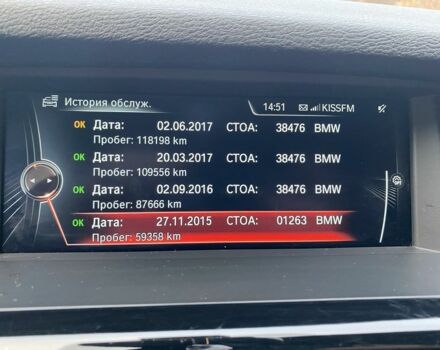 История обслуж. 14:51 KISSFM
OK Дата: 02.06.2017 СТОА: 38476 BMW
Пробег: 118198 km
OK Дата: 20.03.2017 СТОА: 38476 BMW
Пробег: 109556 km
OK Дата: 02.09.2016 СТОА: 38476 BMW
Пробег: 87666 km
OK Дата: 27.11.2015 СТОА: 01263 BMW
Пробег: 59358 km